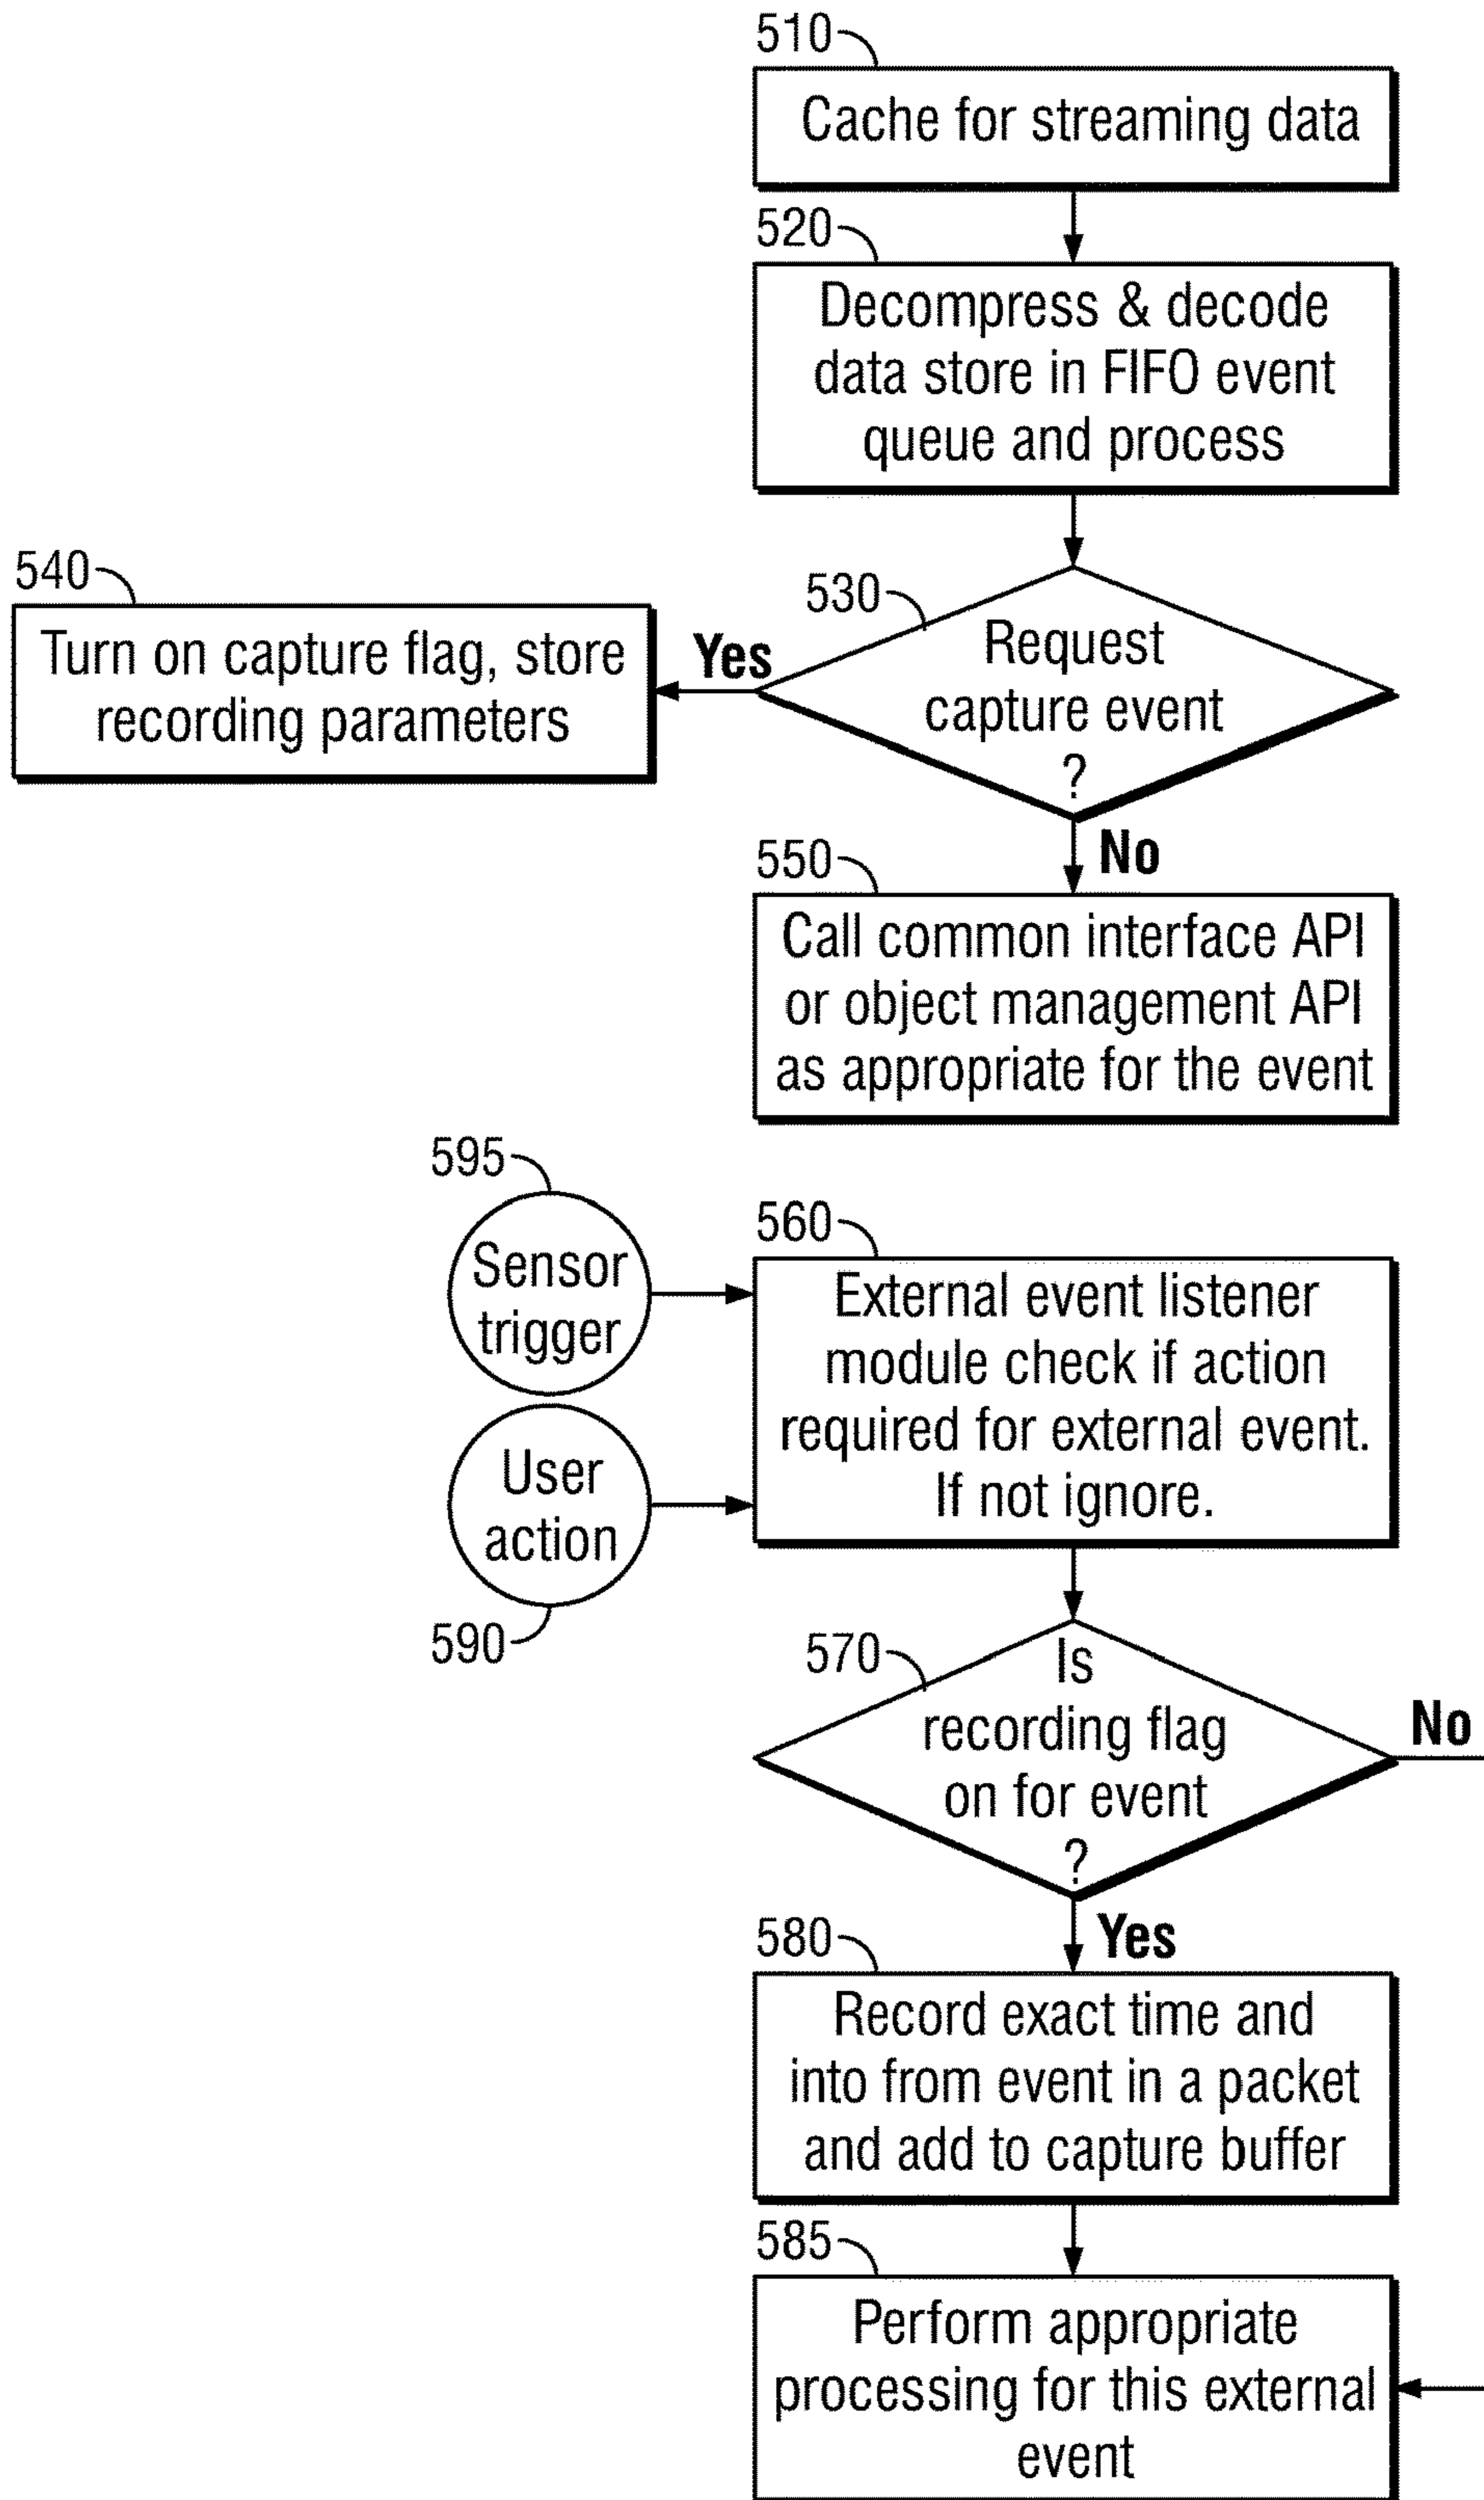 510
Cache for streaming data
520
Decompress & decode
data store in FIFO event
queue and process
540
Turn on capture flag, store
recording parameters
Yes
530
Request
capture event
?
No
550
Call common interface API
or object management API
as appropriate for the event
595
Sensor
trigger
560
External event listener
module check if action
required for external event.
If not ignore.
User
action
590
570
Is
recording flag
on for event
?
No
Yes
580
Record exact time and
into from event in a packet
and add to capture buffer
585
Perform appropriate
processing for this external
event